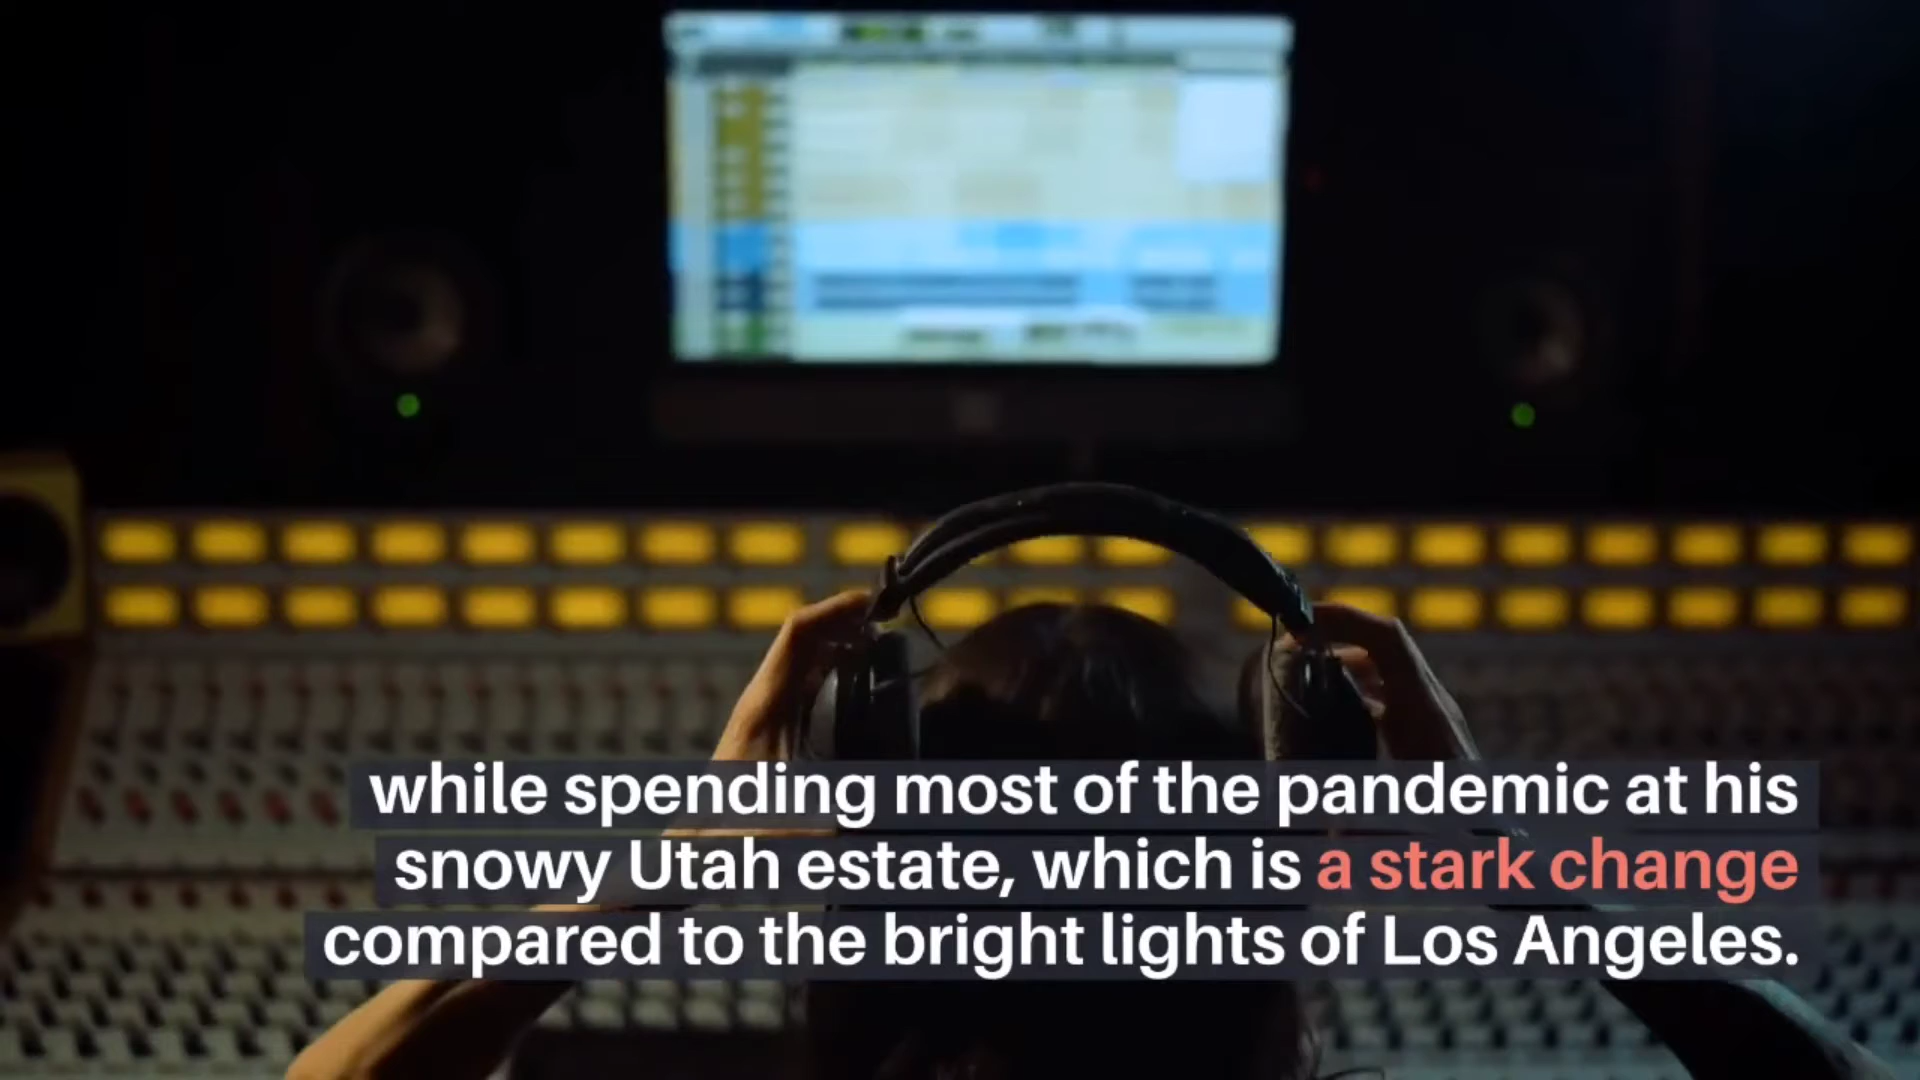 while spending most of the pandemic at his
snowy Utah estate, which is a stark change
compared to the bright lights of Los Angeles.